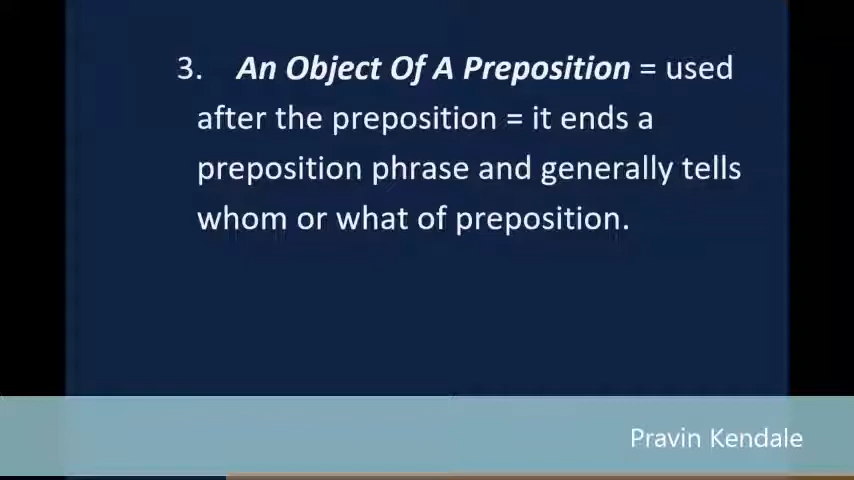 3. An Object Of A Preposition = used
after the preposition = it ends a
preposition phrase and generally tells
whom or what of preposition.
Pravin Kendale